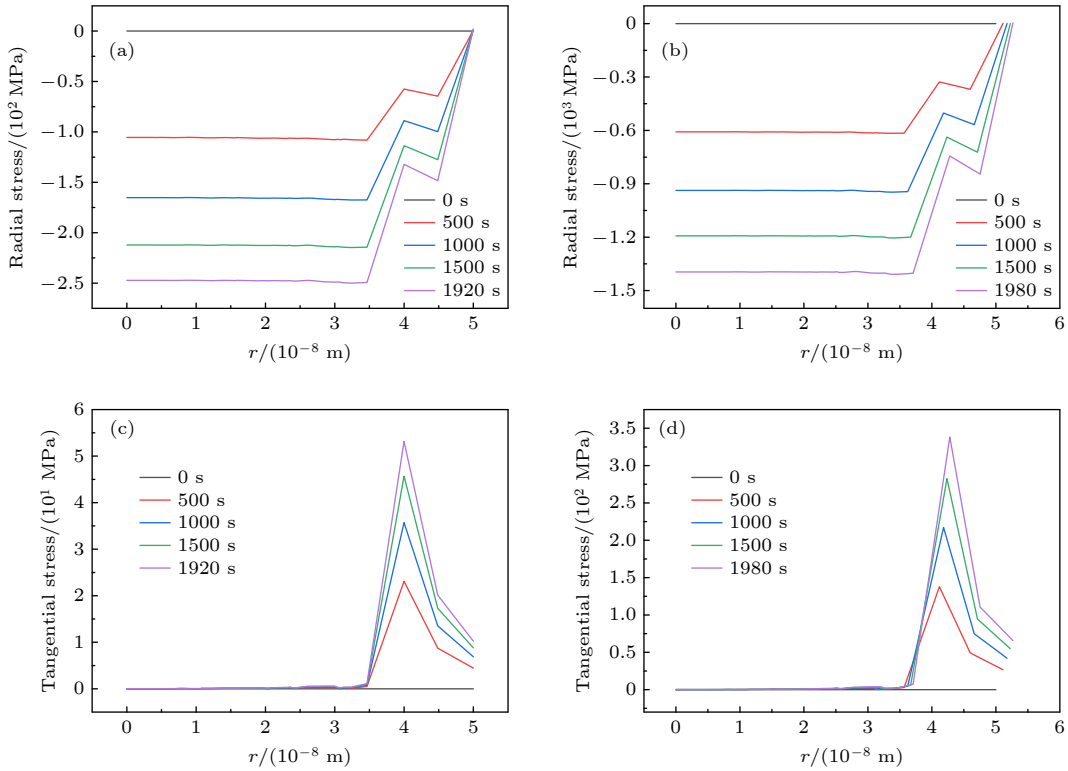 (a)
Radial stress/(10² MPa)
0
−0.5
−1.0
−1.5
−2.0
−2.5
0 s
500 s
1000 s
1500 s
1920 s
0 1 2 3 4 5
r/(10⁻⁸ m)
(b)
Radial stress/(10³ MPa)
0
−0.3
−0.6
−0.9
−1.2
−1.5
0 s
500 s
1000 s
1500 s
1980 s
0 1 2 3 4 5 6
r/(10⁻⁸ m)
(c)
Tangential stress/(10¹ MPa)
6
5
4
3
2
1
0
0 s
500 s
1000 s
1500 s
1920 s
0 1 2 3 4 5
r/(10⁻⁸ m)
(d)
Tangential stress/(10² MPa)
3.5
3.0
2.5
2.0
1.5
1.0
0.5
0
0 s
500 s
1000 s
1500 s
1980 s
0 1 2 3 4 5 6
r/(10⁻⁸ m)